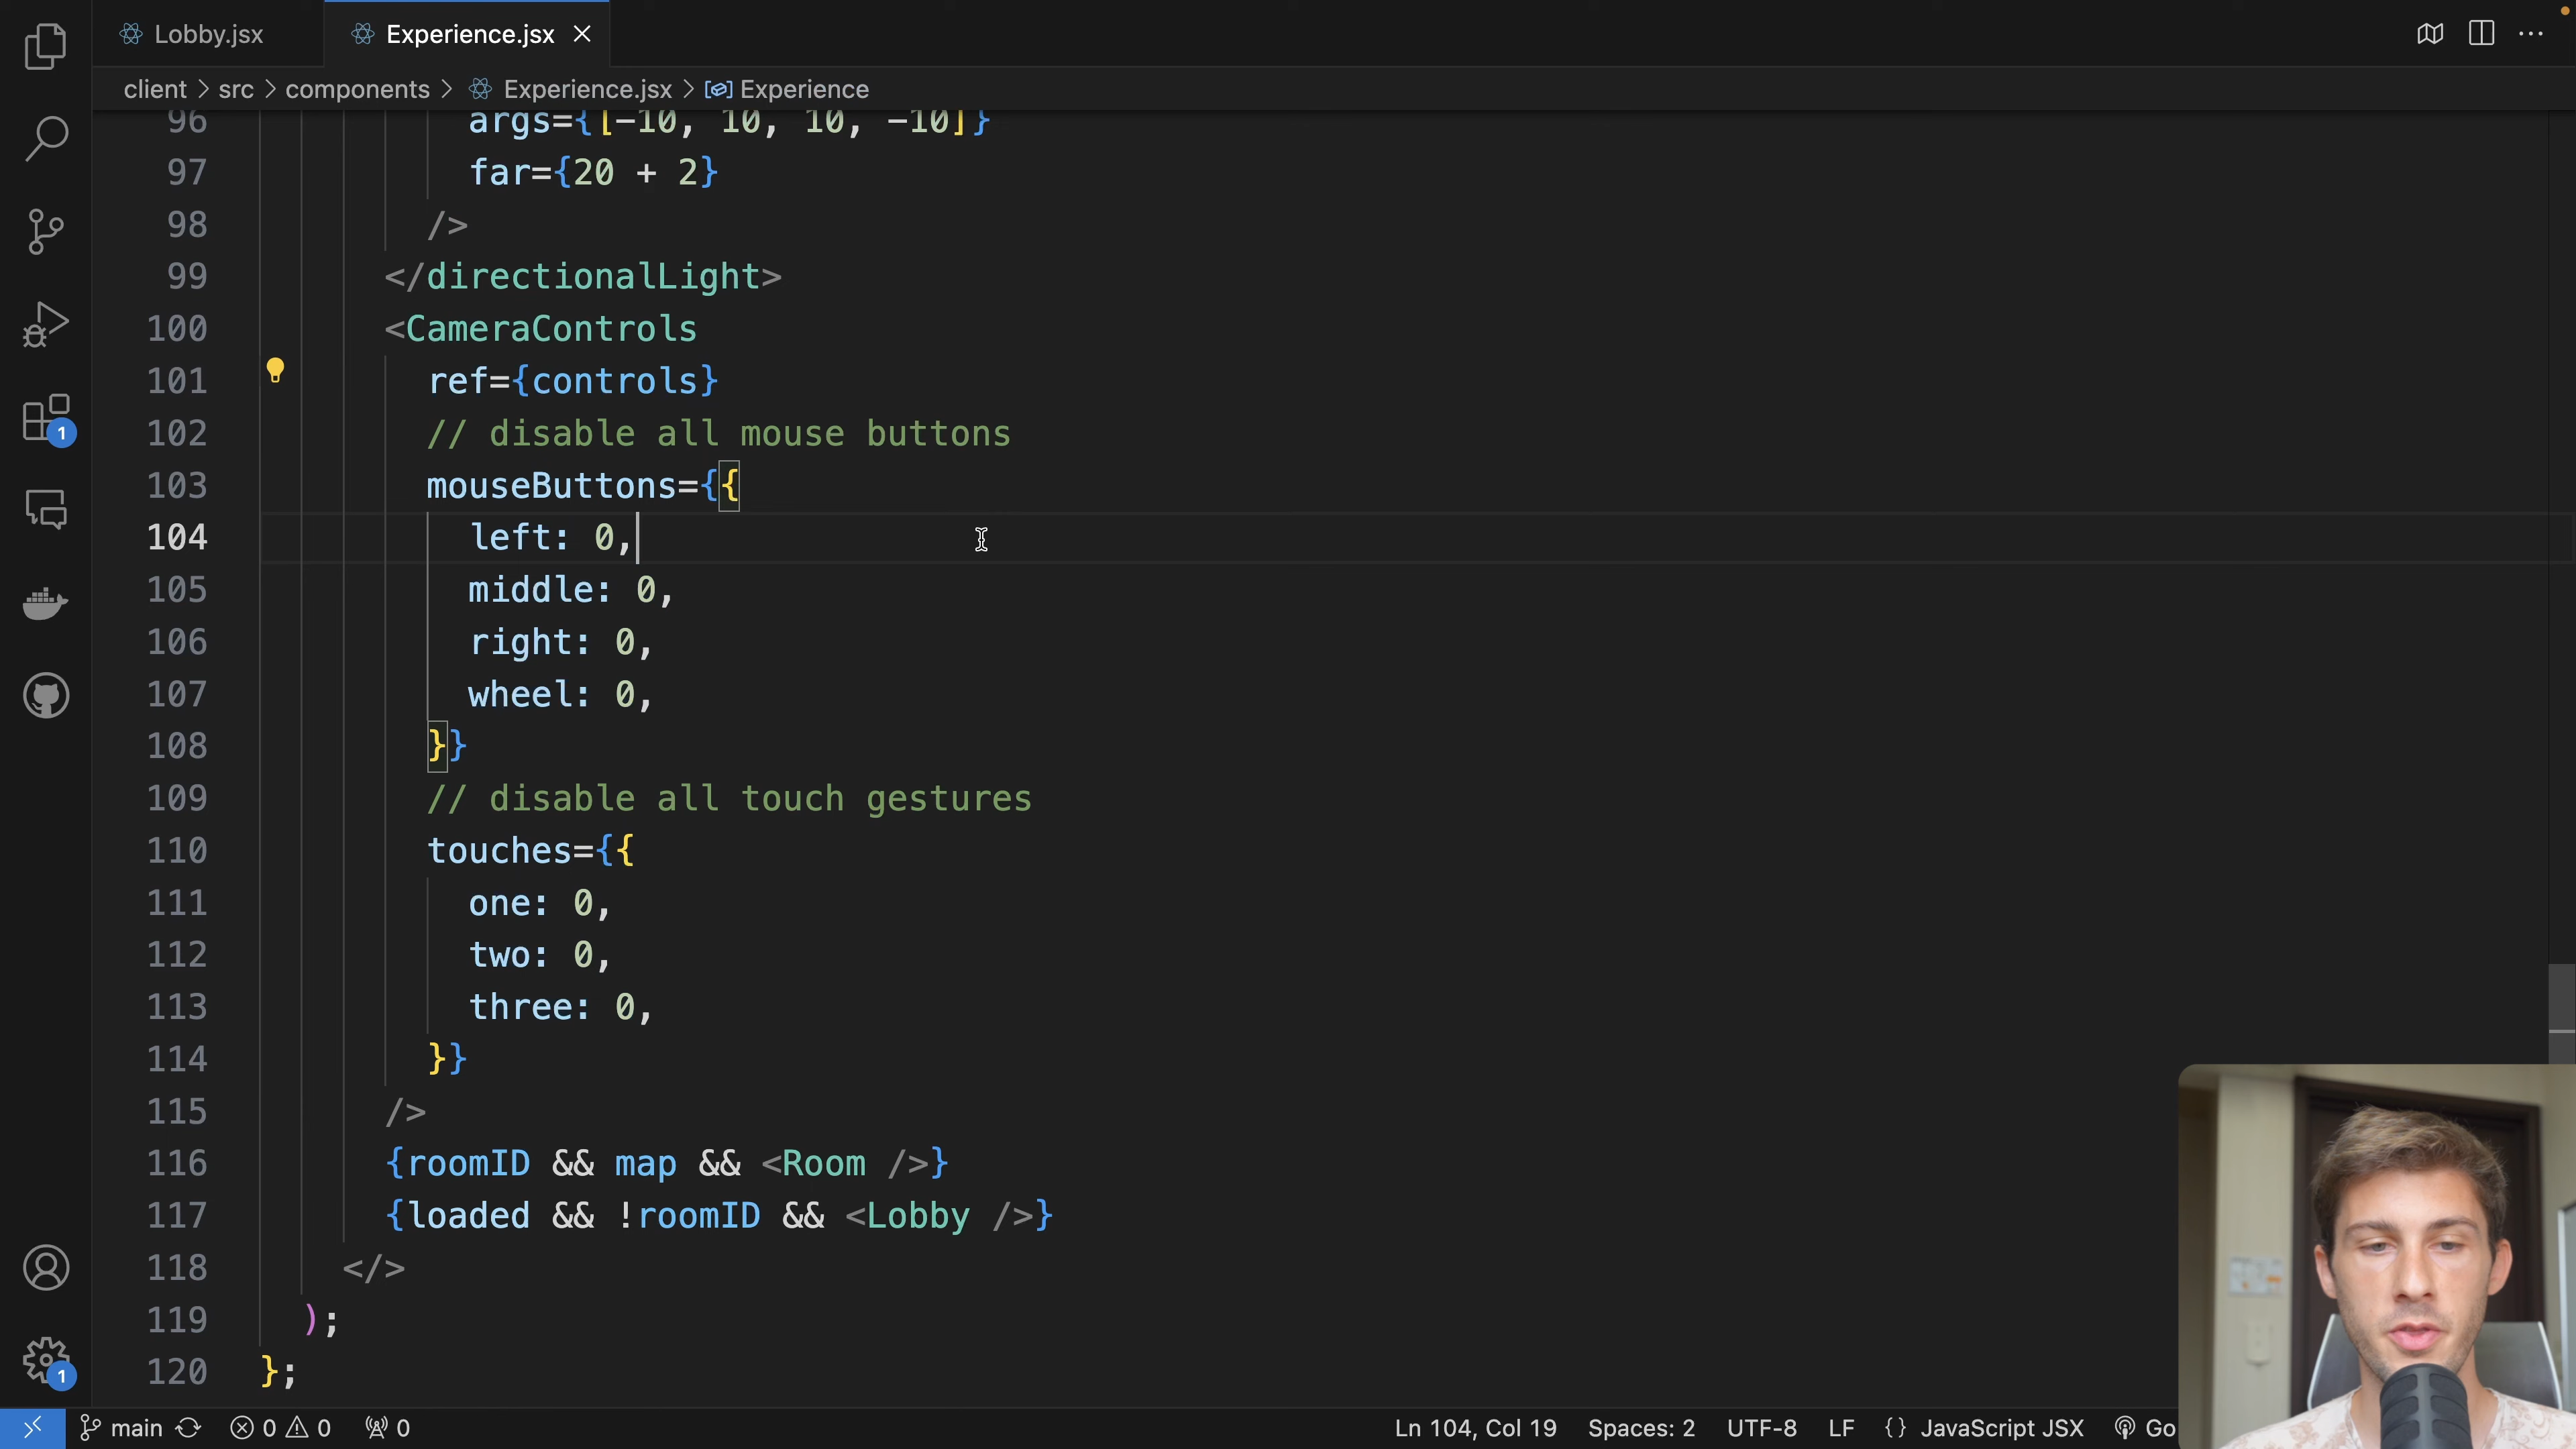 Lobby.jsx
Experience.jsx
client > src > components > Experience.jsx > Experience
96 args={[-10, 10, 10, -10]}
97 far={20 + 2}
98 />
99 </directionalLight>
100 <CameraControls
101 ref={controls}
102 // disable all mouse buttons
103 mouseButtons={{
104 left: 0,
105 middle: 0,
106 right: 0,
107 wheel: 0,
108 }}
109 // disable all touch gestures
110 touches={{
111 one: 0,
112 two: 0,
113 three: 0,
114 }}
115 />
116 {roomID && map && <Room />}
117 {loaded && !roomID && <Lobby />}
118 </>
119 );
120 };
1
1
main 0 0 0 Ln 104, Col 19 Spaces: 2 UTF-8 LF {} JavaScript JSX Go